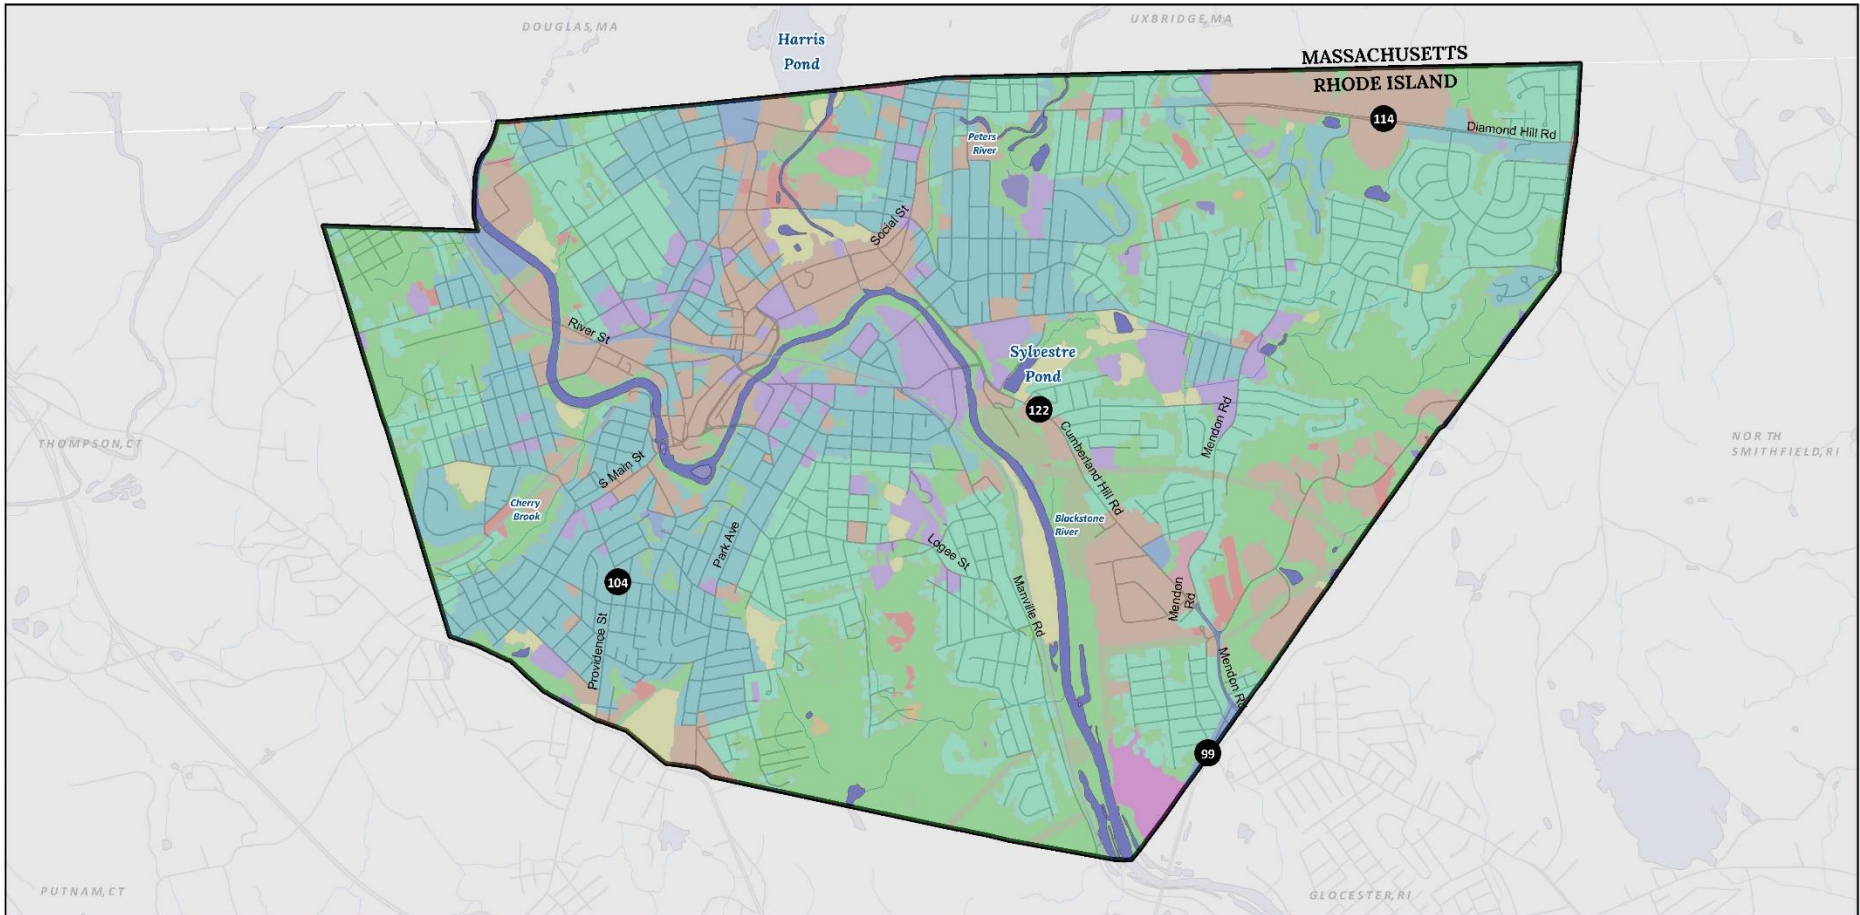 DOUGLAS,MA
UXBRIDGE,MA
Harris
Pond
MASSACHUSETTS
RHODE ISLAND
114
Diamond Hill Rd
Peters
River
Social St
River St
Sylvestre
Pond
122
Mendon Rd
Cumberland Hill Rd
THOMPSON,CT
NORTH
SMITHFIELD,RI
S Main St
Cherry
Brook
Park Ave
Blackstone
River
Logee St
104
Manville Rd
Mendon
Rd
Providence St
Mendon Rd
99
PUTNAM,CT
GLOCESTER,RI